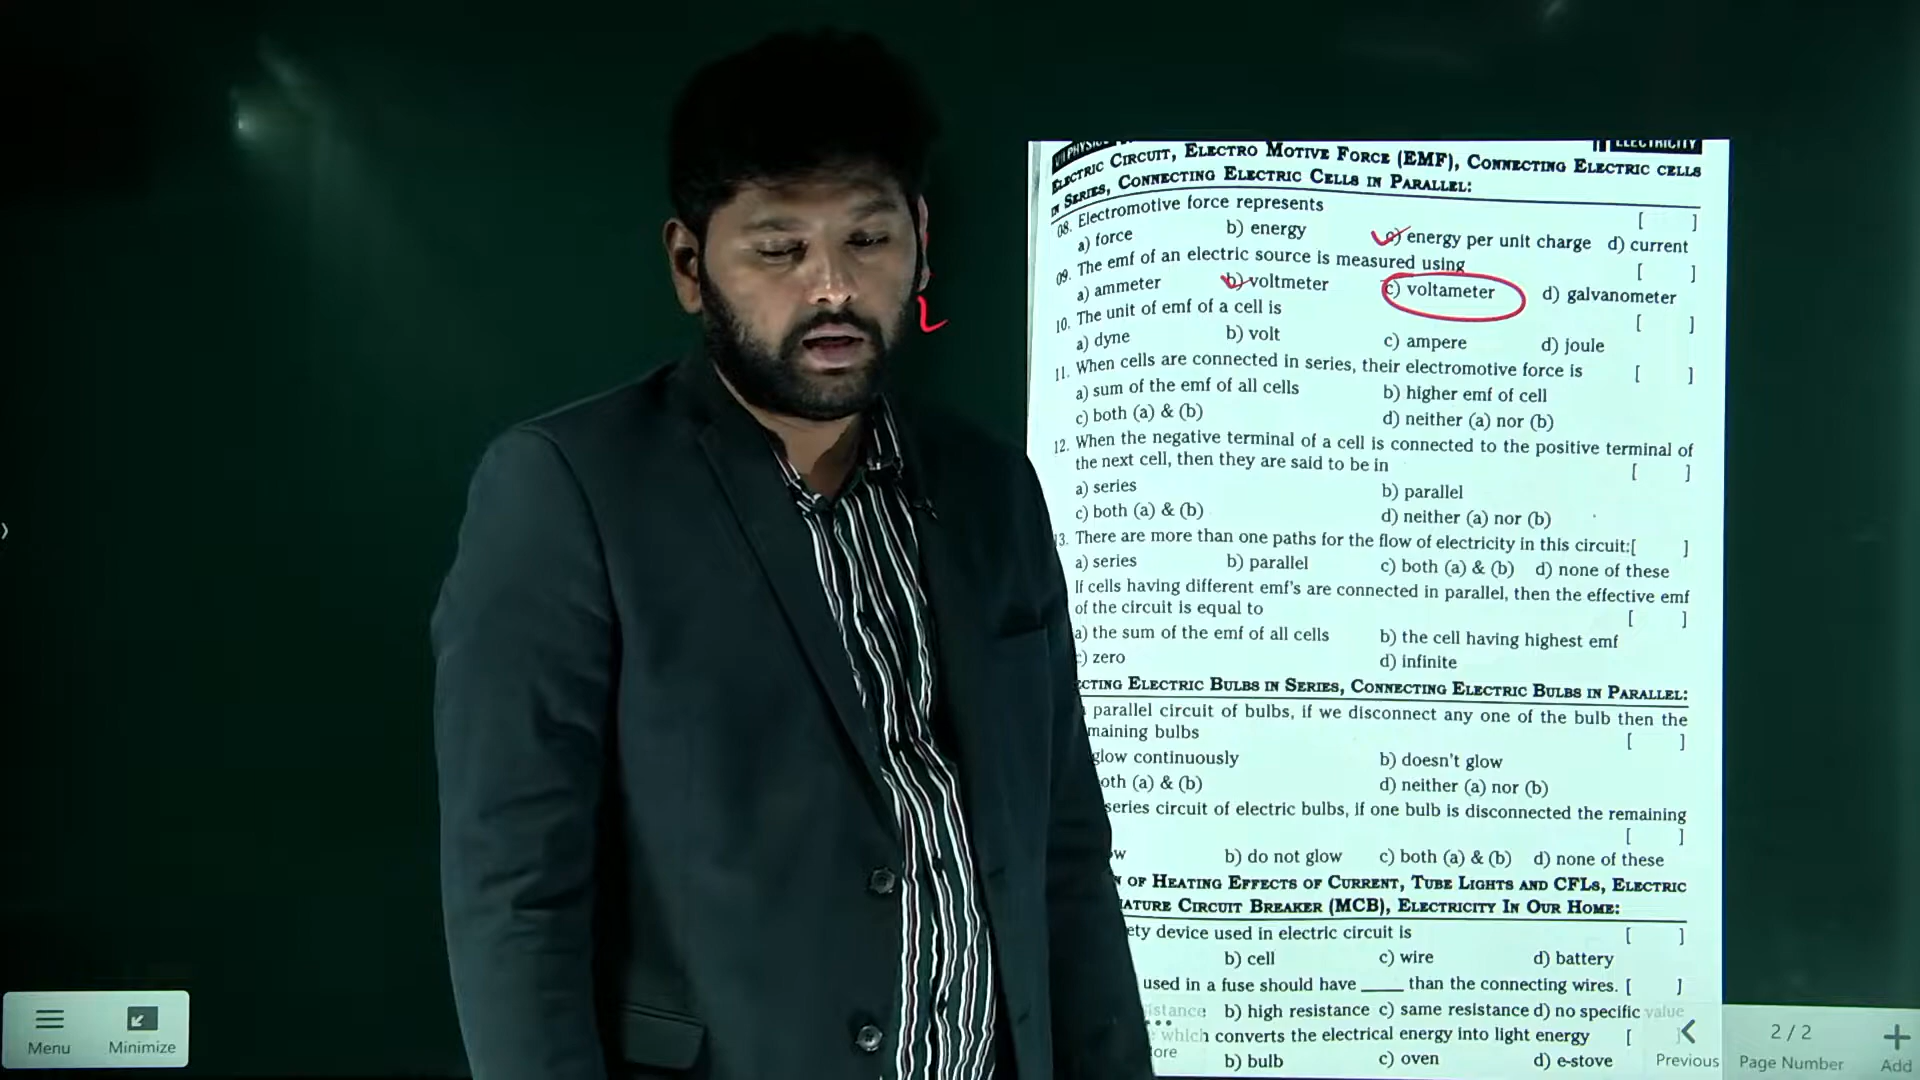 VII PHYSIC
ELECTRICITY
ELECTRIC CIRCUIT, ELECTRO MOTIVE FORCE (EMF), CONNECTING ELECTRIC CELLS
IN SERIES, CONNECTING ELECTRIC CELLS IN PARALLEL:
08. Electromotive force represents [ ]
a) force b) energy c) energy per unit charge d) current
09. The emf of an electric source is measured using [ ]
a) ammeter b) voltmeter c) voltameter d) galvanometer
10. The unit of emf of a cell is [ ]
a) dyne b) volt c) ampere d) joule
11. When cells are connected in series, their electromotive force is [ ]
a) sum of the emf of all cells b) higher emf of cell
c) both (a) & (b) d) neither (a) nor (b)
12. When the negative terminal of a cell is connected to the positive terminal of
the next cell, then they are said to be in [ ]
a) series b) parallel
c) both (a) & (b) d) neither (a) nor (b)
13. There are more than one paths for the flow of electricity in this circuit:[ ]
a) series b) parallel c) both (a) & (b) d) none of these
If cells having different emf's are connected in parallel, then the effective emf
of the circuit is equal to [ ]
a) the sum of the emf of all cells b) the cell having highest emf
c) zero d) infinite
ECTING ELECTRIC BULBS IN SERIES, CONNECTING ELECTRIC BULBS IN PARALLEL:
parallel circuit of bulbs, if we disconnect any one of the bulb then the
maining bulbs [ ]
glow continuously b) doesn't glow
oth (a) & (b) d) neither (a) nor (b)
series circuit of electric bulbs, if one bulb is disconnected the remaining
[ ]
ow b) do not glow c) both (a) & (b) d) none of these
OF HEATING EFFECTS OF CURRENT, TUBE LIGHTS AND CFLS, ELECTRIC
IATURE CIRCUIT BREAKER (MCB), ELECTRICITY IN OUR HOME:
ety device used in electric circuit is [ ]
b) cell c) wire d) battery
used in a fuse should have ____ than the connecting wires. [ ]
istance b) high resistance c) same resistance d) no specific value
which converts the electrical energy into light energy [ ]
b) bulb c) oven d) e-stove
Menu Minimize
ore
Previous
2 / 2
Page Number
Add